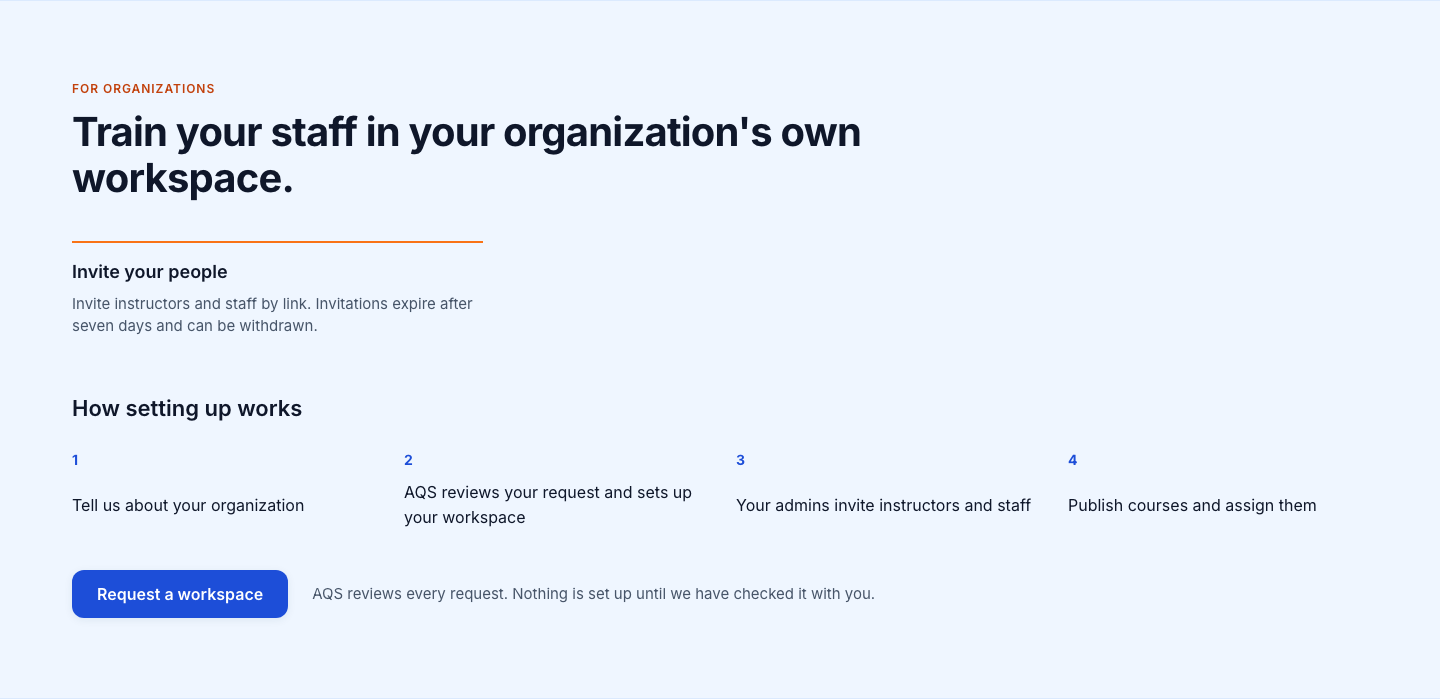 FOR ORGANIZATIONS
Train your staff in your organization's own
workspace.
Invite your people
Invite instructors and staff by link. Invitations expire after
seven days and can be withdrawn.
How setting up works
1
Tell us about your organization
2
AQS reviews your request and sets up
your workspace
3
Your admins invite instructors and staff
4
Publish courses and assign them
Request a workspace
AQS reviews every request. Nothing is set up until we have checked it with you.